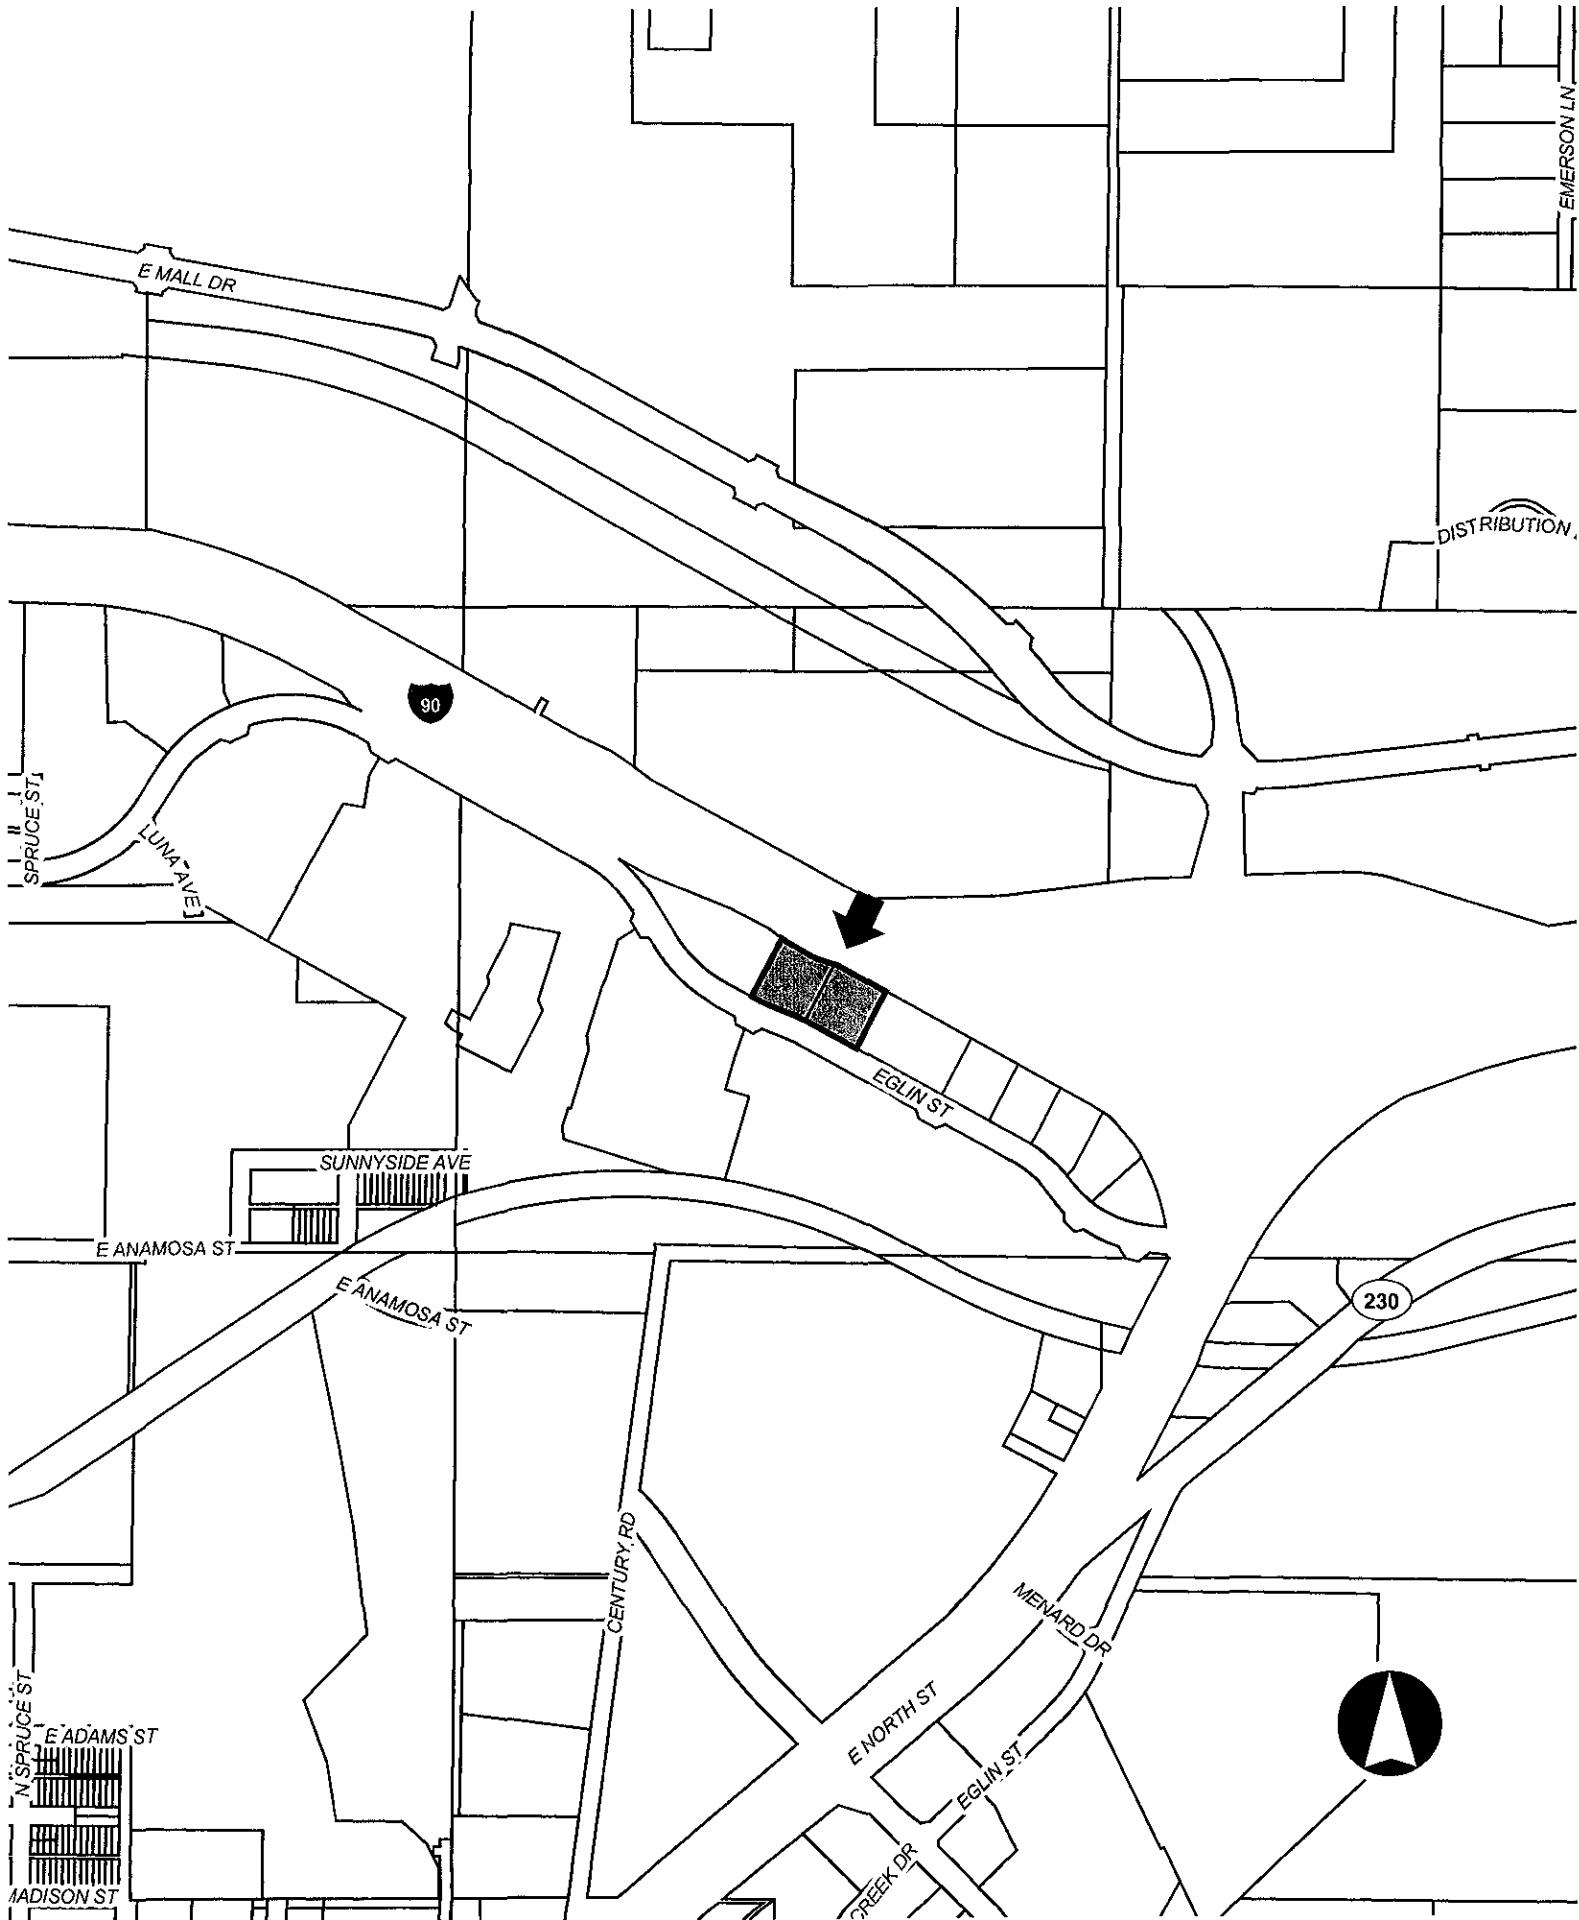 EMERSON LN
E MALL DR
DISTRIBUTION
90
SPRUCE ST
LUNA AVE
EGLIN ST
SUNNYSIDE AVE
E ANAMOSA ST
E ANAMOSA ST
230
CENTURY RD
MENARD DR
N SPRUCE ST
E NORTH ST
E ADAMS ST
EGLIN ST
CREEK DR
MADISON ST